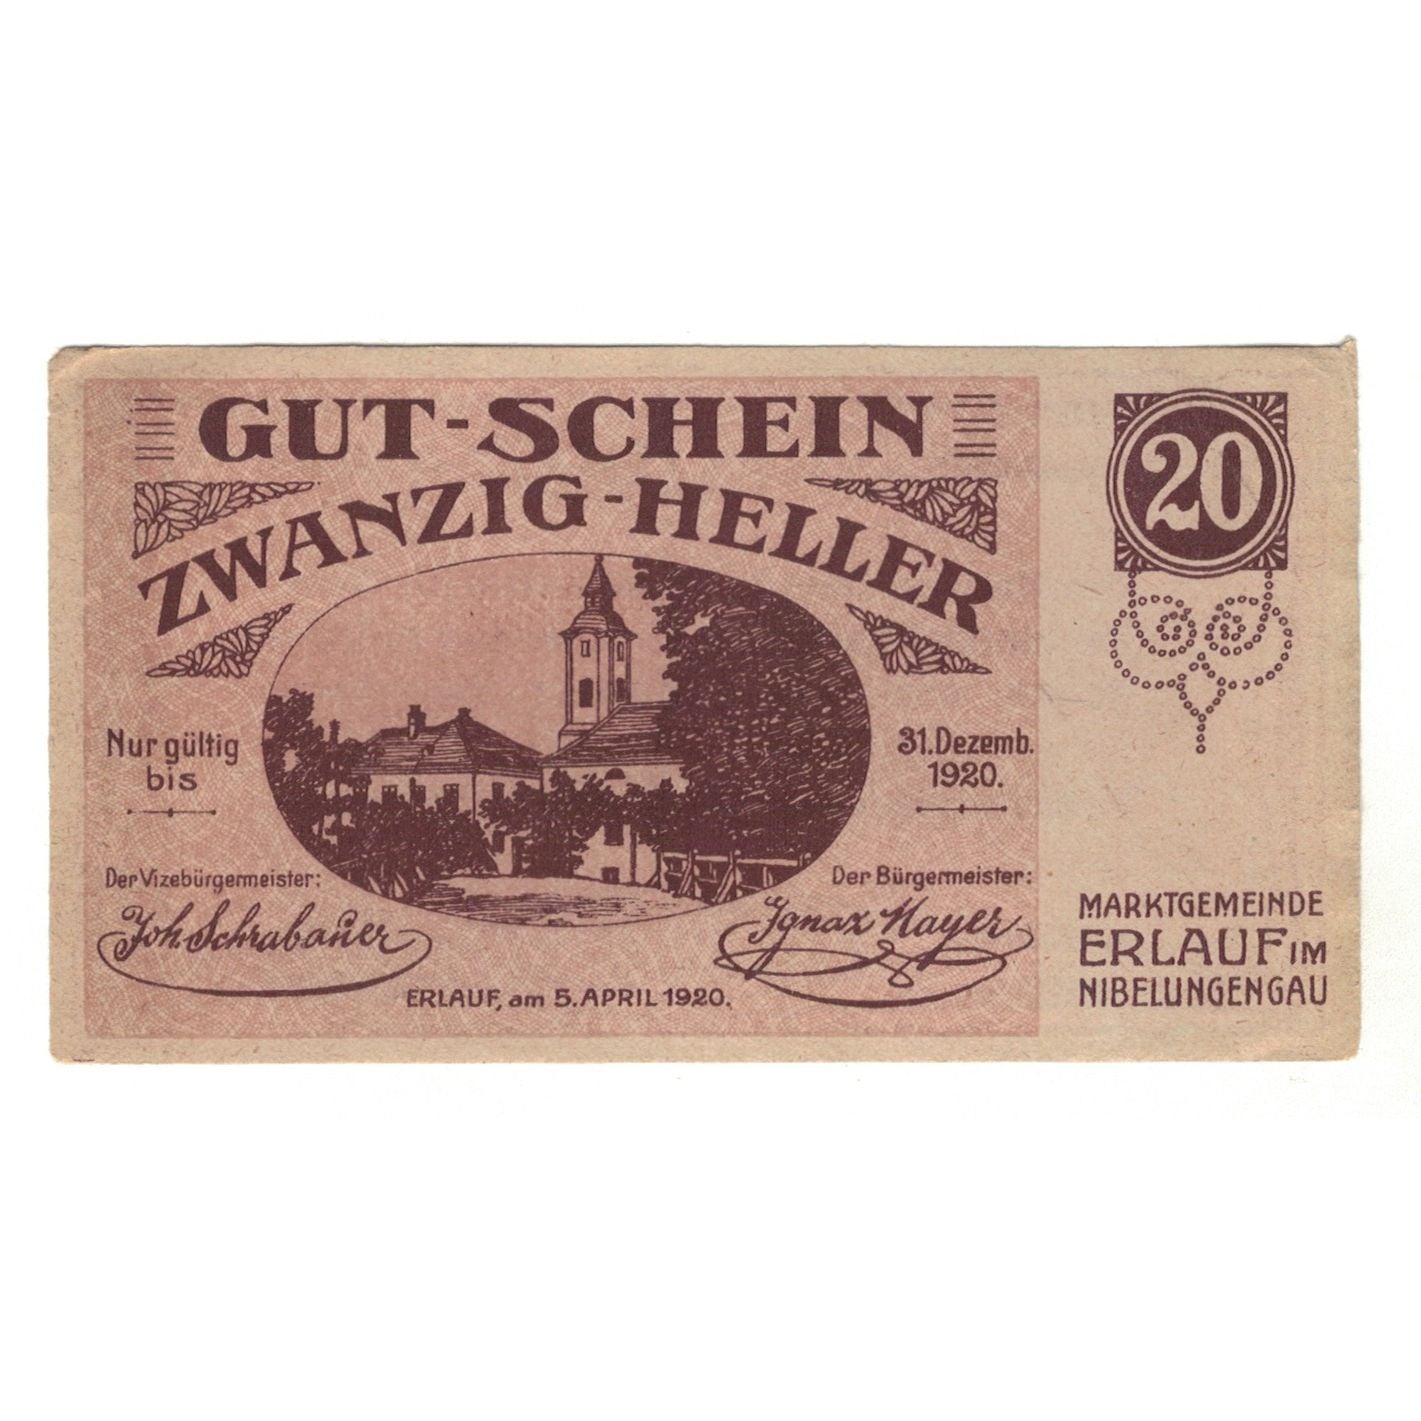 GUT-SCHEIN
ZWANZIG-HELLER
20
Nur gültig
bis
31. Dezemb.
1920.
Der Vizebürgermeister:
Joh. Schrabauer
Der Bürgermeister:
Ignaz Mayer
ERLAUF, am 5. APRIL 1920.
MARKTGEMEINDE
ERLAUF IM
NIBELUNGENGAU